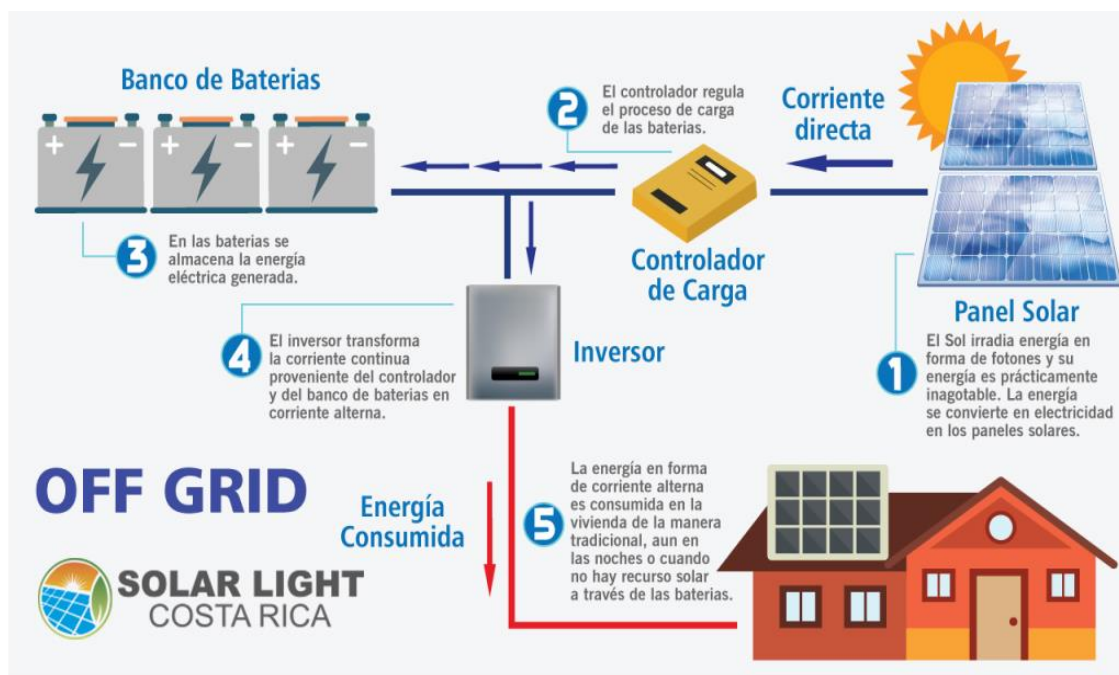 Banco de Baterias
2
El controlador regula
el proceso de carga
de las baterias.
Corriente
directa
3
En las baterias se
almacena la energía
eléctrica generada.
Controlador
de Carga
Panel Solar
1
El Sol irradia energía en
forma de fotones y su
energía es prácticamente
inagotable. La energía
se convierte en electricidad
en los paneles solares.
4
El inversor transforma
la corriente continua
proveniente del controlador
y del banco de baterias en
corriente alterna.
Inversor
OFF GRID
SOLAR LIGHT
COSTA RICA
Energía
Consumida
5
La energía en forma
de corriente alterna
es consumida en la
vivienda de la manera
tradicional, aun en
las noches o cuando
no hay recurso solar
a través de las baterias.